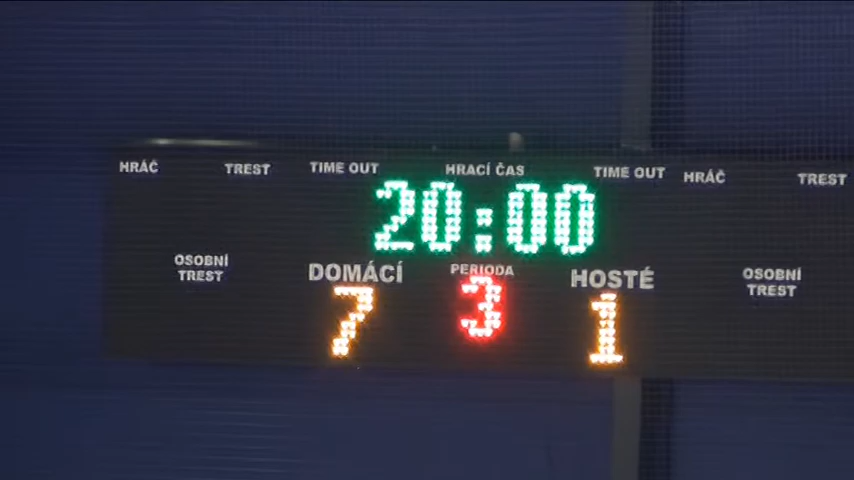 HRÁČ TREST TIME OUT HRACÍ ČAS TIME OUT HRÁČ TREST
20:00
OSOBNÍ
TREST
DOMÁCÍ PERIODA HOSTÉ
OSOBNÍ
TREST
7 3 1